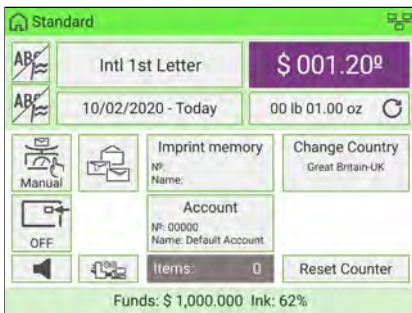 Standard
ABC
Intl 1st Letter
$ 001.20º
ABC
10/02/2020 - Today
00 lb 01.00 oz
Manual
Imprint memory
Nº:
Name:
Change Country
Great Britain-UK
OFF
Account
Nº: 00000
Name: Default Account
Items: 0
Reset Counter
Funds: $ 1,000.000 Ink: 62%